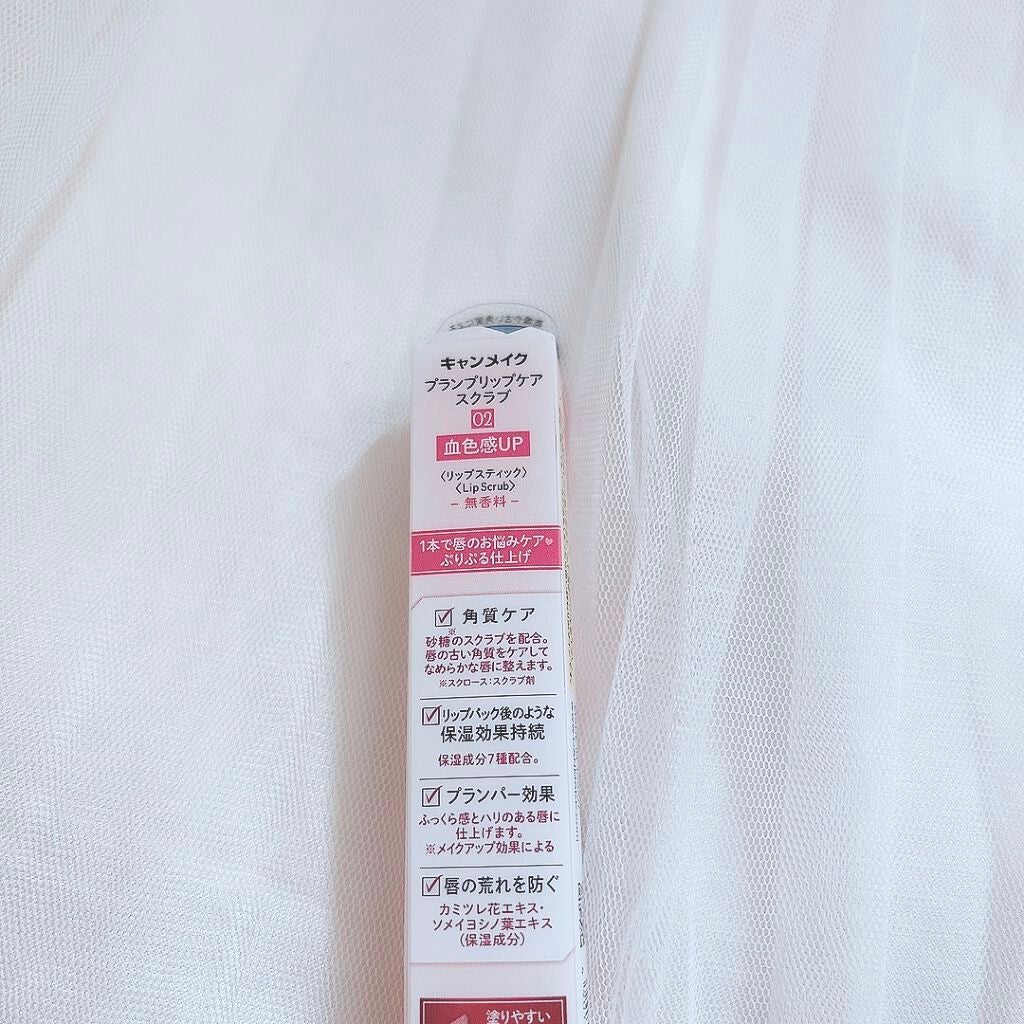 キャンメイク
プランプリップケア
スクラブ
02
血色感UP
〈リップスティック〉
〈Lip Scrub〉
- 無香料 -
1本で唇のお悩みケア♥
ぷりぷる仕上げ
☑ 角質ケア
砂糖※のスクラブを配合。
唇の古い角質をケアして
なめらかな唇に整えます。
※スクロース:スクラブ剤
☑ リップパック後のような
保湿効果持続
保湿成分7種配合。
☑ プランパー効果
ふっくら感とハリのある唇に
仕上げます。
※メイクアップ効果による
☑ 唇の荒れを防ぐ
カミツレ花エキス・
ソメイヨシノ葉エキス
(保湿成分)
塗りやすい